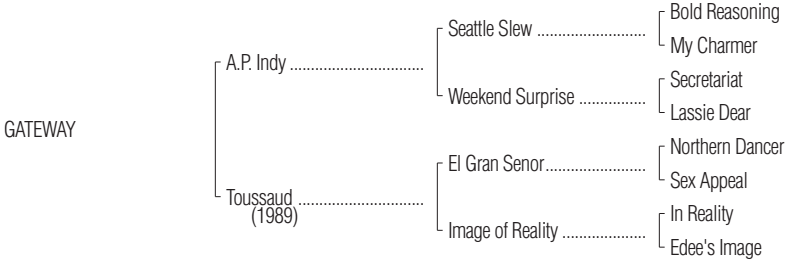 Bold Reasoning
Seattle Slew ..........................
My Charmer
A.P. Indy ................................
Secretariat
Weekend Surprise ................
Lassie Dear
GATEWAY
Northern Dancer
El Gran Senor........................
Sex Appeal
Toussaud ..............................
(1989)
In Reality
Image of Reality ....................
Edee's Image